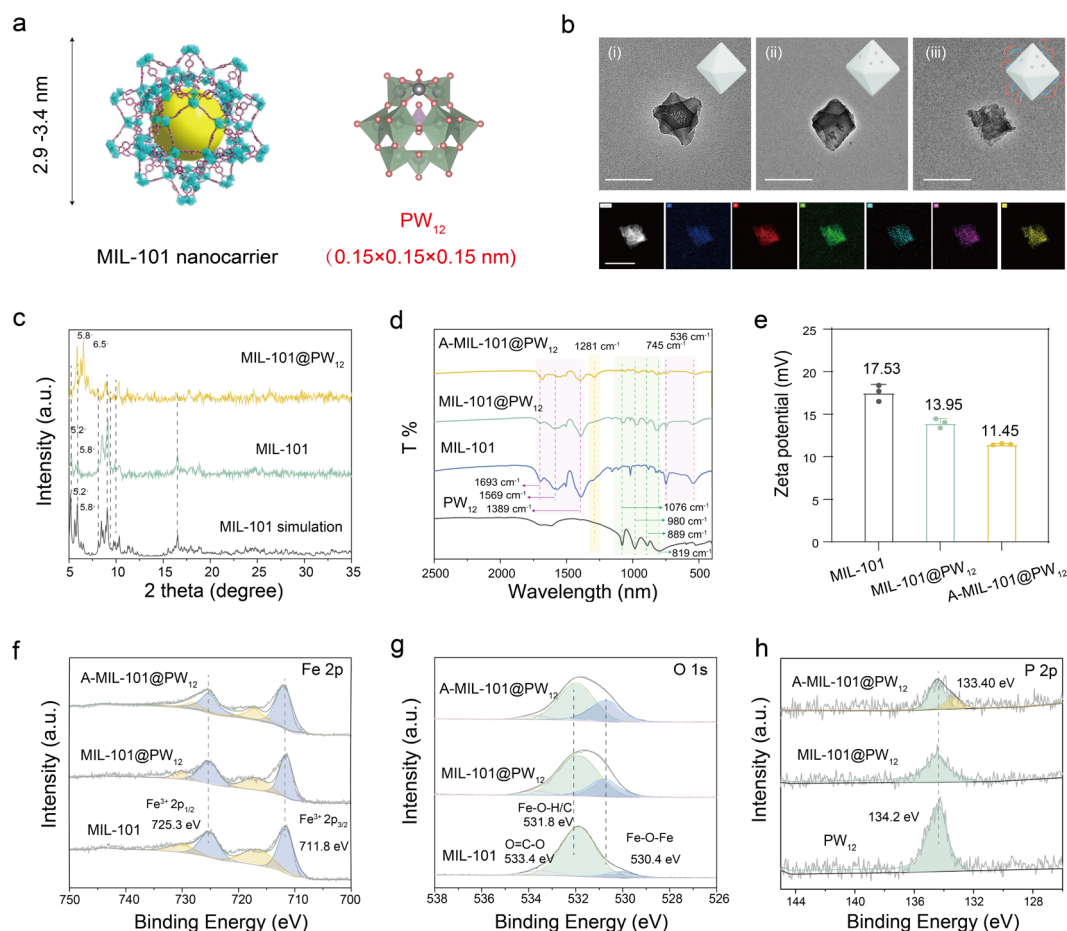 a
2.9 -3.4 nm
MIL-101 nanocarrier
PW12
(0.15×0.15×0.15 nm)
b
(i)
(ii)
(iii)
c
Intensity (a.u.)
5.8°
6.5°
MIL-101@PW12
5.2°
5.8°
MIL-101
5.2°
5.8°
MIL-101 simulation
5 10 15 20 25 30 35
2 theta (degree)
d
T %
A-MIL-101@PW12
1281 cm-1
745 cm-1
536 cm-1
MIL-101@PW12
MIL-101
1693 cm-1
1569 cm-1
1389 cm-1
PW12
1076 cm-1
980 cm-1
889 cm-1
819 cm-1
2500 2000 1500 1000 500
Wavelength (nm)
e
Zeta potential (mV)
25
20
15
10
5
0
17.53
13.95
11.45
MIL-101
MIL-101@PW12
A-MIL-101@PW12
f
Fe 2p
Intensity (a.u.)
A-MIL-101@PW12
MIL-101@PW12
Fe3+ 2p1/2
725.3 eV
Fe3+ 2p3/2
711.8 eV
MIL-101
750 740 730 720 710 700
Binding Energy (eV)
g
O 1s
Intensity (a.u.)
A-MIL-101@PW12
MIL-101@PW12
Fe-O-H/C
531.8 eV
O=C-O
533.4 eV
Fe-O-Fe
530.4 eV
MIL-101
538 536 534 532 530 528 526
Binding Energy (eV)
h
P 2p
Intensity (a.u.)
A-MIL-101@PW12
133.40 eV
MIL-101@PW12
134.2 eV
PW12
144 140 136 132 128
Binding Energy (eV)